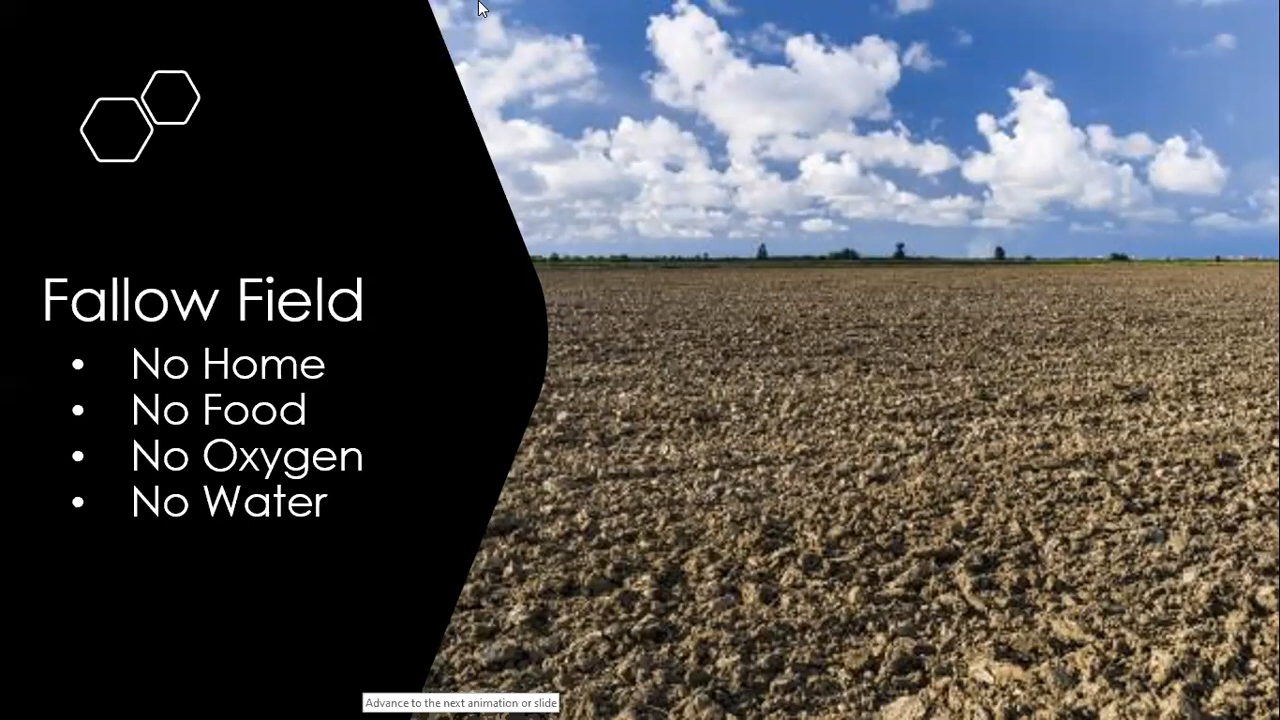 Fallow Field
• No Home
• No Food
• No Oxygen
• No Water
Advance to the next animation or slide